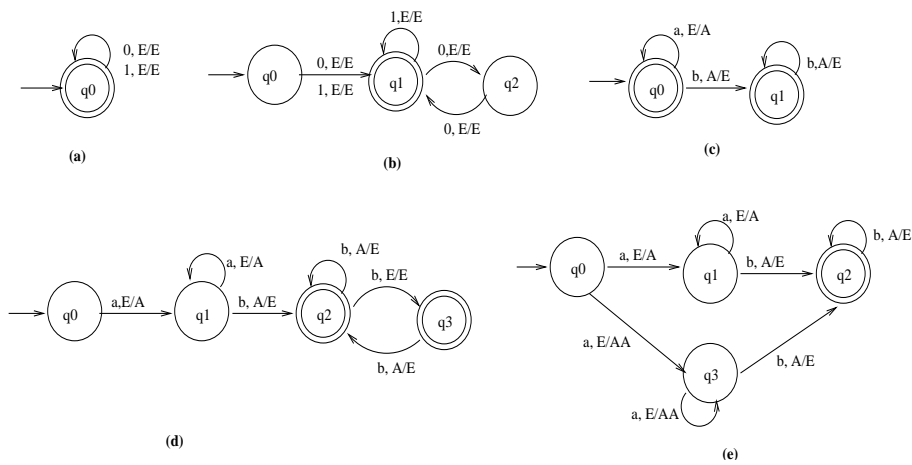 0, E/E
1, E/E
q0
(a)
q0
0, E/E
1, E/E
1,E/E
q1
0,E/E
q2
0, E/E
(b)
a, E/A
q0
b, A/E
b,A/E
q1
(c)
q0
a,E/A
a, E/A
q1
b, A/E
b, A/E
q2
b, E/E
q3
b, A/E
(d)
q0
a, E/A
a, E/A
q1
b, A/E
b, A/E
q2
a, E/AA
q3
b, A/E
a, E/AA
(e)